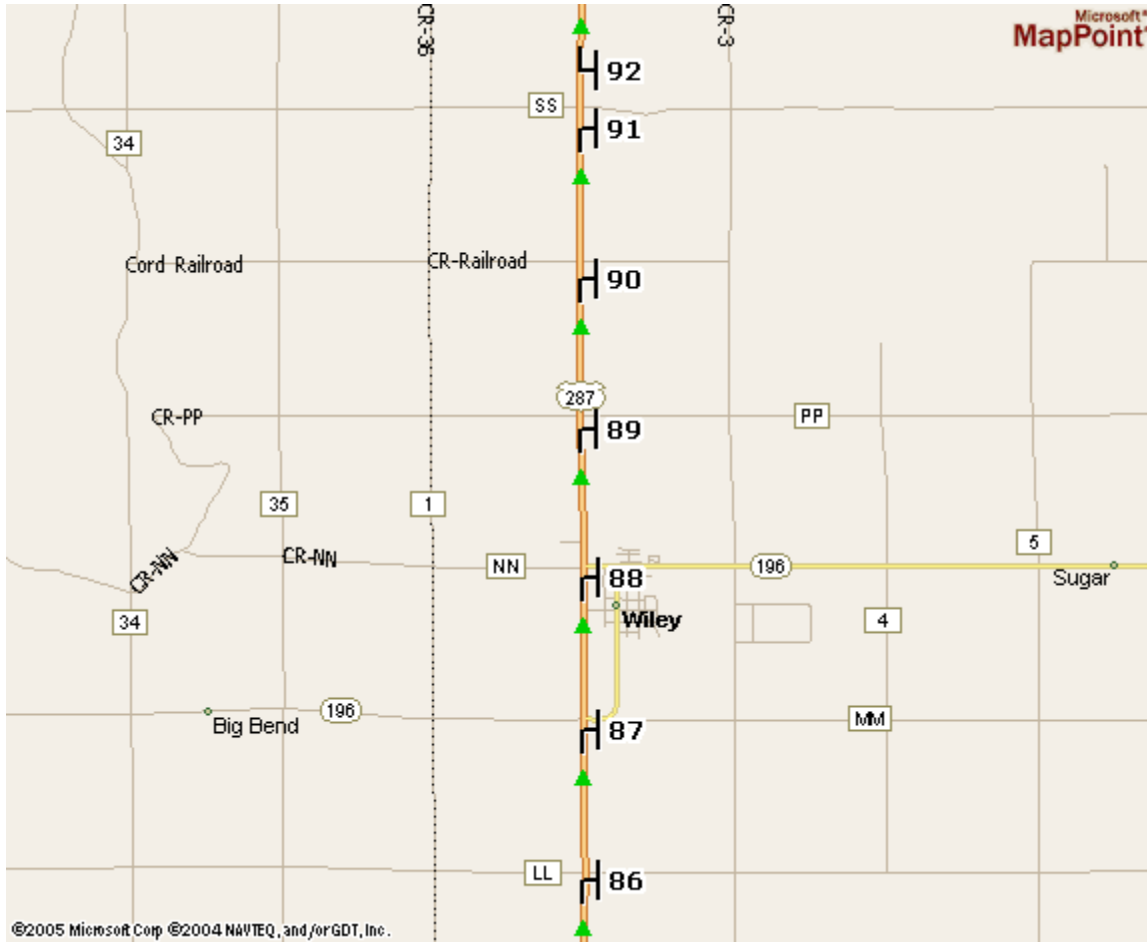 CR-36
CR-3
Microsoft®
MapPoint®
92
SS
91
34
Cord Railroad
CR-Railroad
90
287
CR-PP
PP
89
35
1
5
CR-NN
CR-NN
NN
88
196
Sugar
34
Wiley
4
Big Bend
196
87
MM
LL
86
©2005 Microsoft Corp ©2004 NAVTEQ, and/or GDT, Inc.